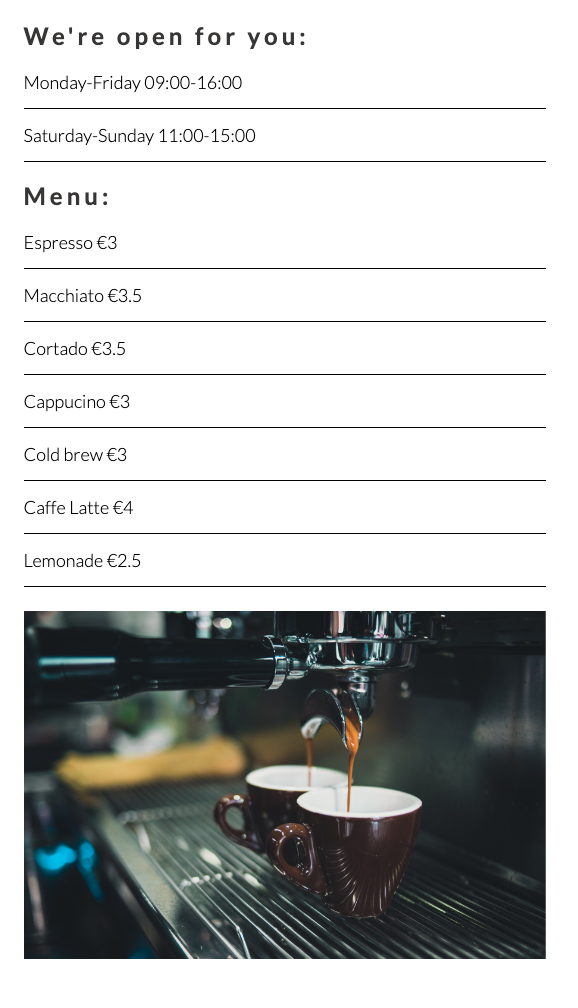 We're open for you:
Monday-Friday 09:00-16:00
Saturday-Sunday 11:00-15:00
Menu:
Espresso €3
Macchiato €3.5
Cortado €3.5
Cappucino €3
Cold brew €3
Caffe Latte €4
Lemonade €2.5